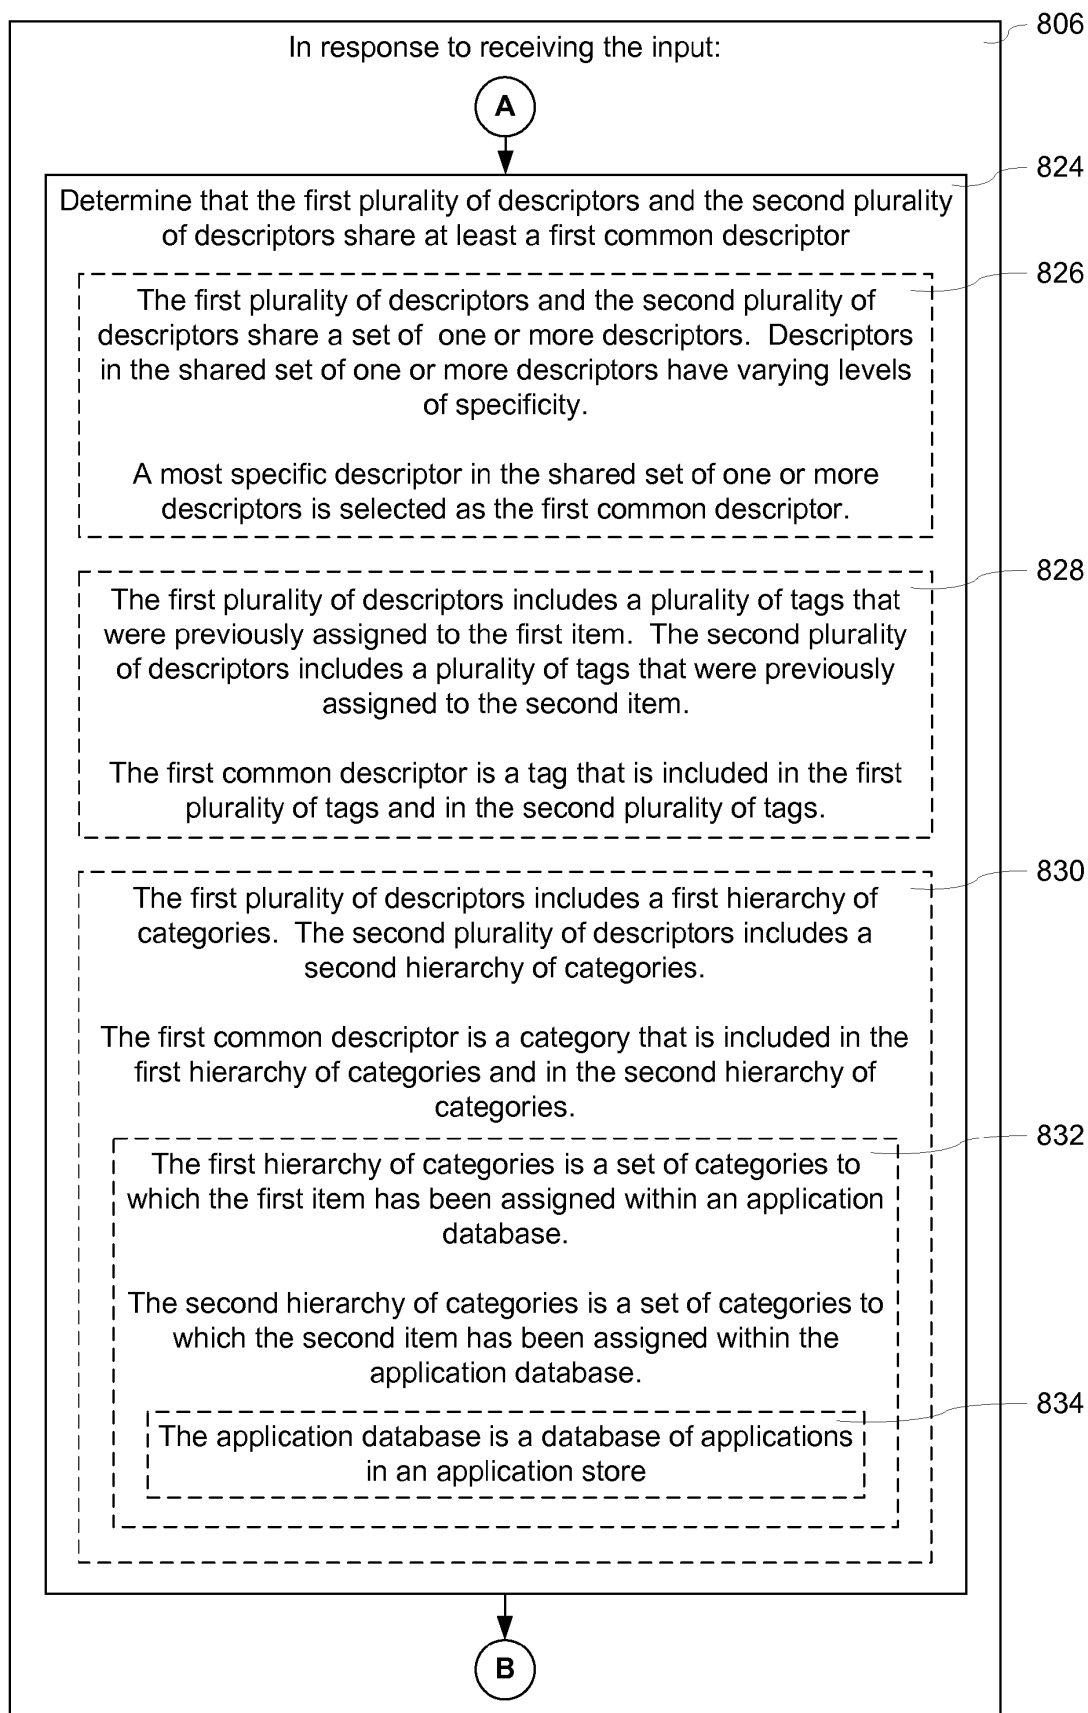 806
In response to receiving the input:
A
824
Determine that the first plurality of descriptors and the second plurality
of descriptors share at least a first common descriptor
826
The first plurality of descriptors and the second plurality of
descriptors share a set of one or more descriptors. Descriptors
in the shared set of one or more descriptors have varying levels
of specificity.
A most specific descriptor in the shared set of one or more
descriptors is selected as the first common descriptor.
828
The first plurality of descriptors includes a plurality of tags that
were previously assigned to the first item. The second plurality
of descriptors includes a plurality of tags that were previously
assigned to the second item.
The first common descriptor is a tag that is included in the first
plurality of tags and in the second plurality of tags.
830
The first plurality of descriptors includes a first hierarchy of
categories. The second plurality of descriptors includes a
second hierarchy of categories.
The first common descriptor is a category that is included in the
first hierarchy of categories and in the second hierarchy of
categories.
832
The first hierarchy of categories is a set of categories to
which the first item has been assigned within an application
database.
The second hierarchy of categories is a set of categories to
which the second item has been assigned within the
application database.
834
The application database is a database of applications
in an application store
B